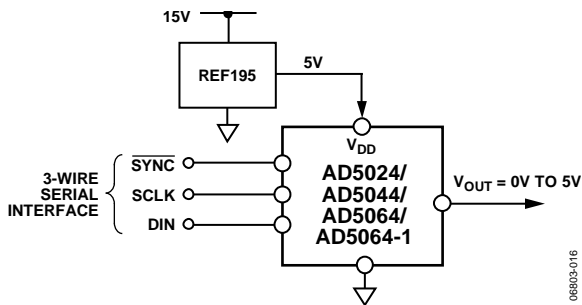 15V
REF195
5V
V_DD
3-WIRE
SERIAL
INTERFACE
SYNC
SCLK
DIN
AD5024/
AD5044/
AD5064/
AD5064-1
V_OUT = 0V TO 5V
06803-016